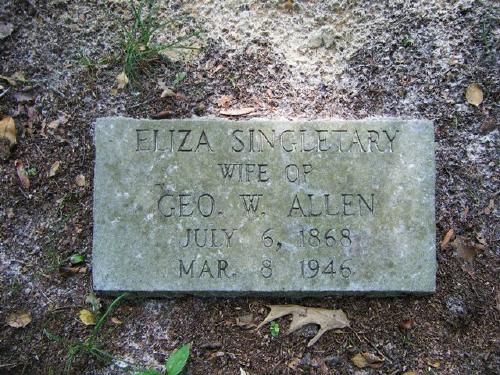 ELIZA SINGLETARY
WIFE OF
GEO. W. ALLEN
JULY 6, 1868
MAR. 8 1946